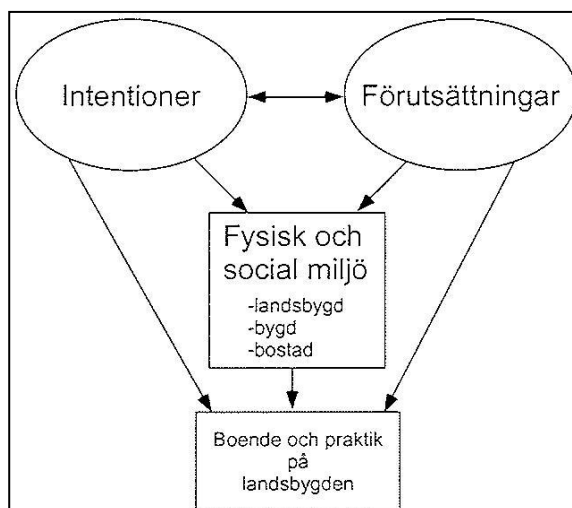 Intentioner
Förutsättningar
Fysisk och
social miljö
-landsbygd
-bygd
-bostad
Boende och praktik
på
landsbygden